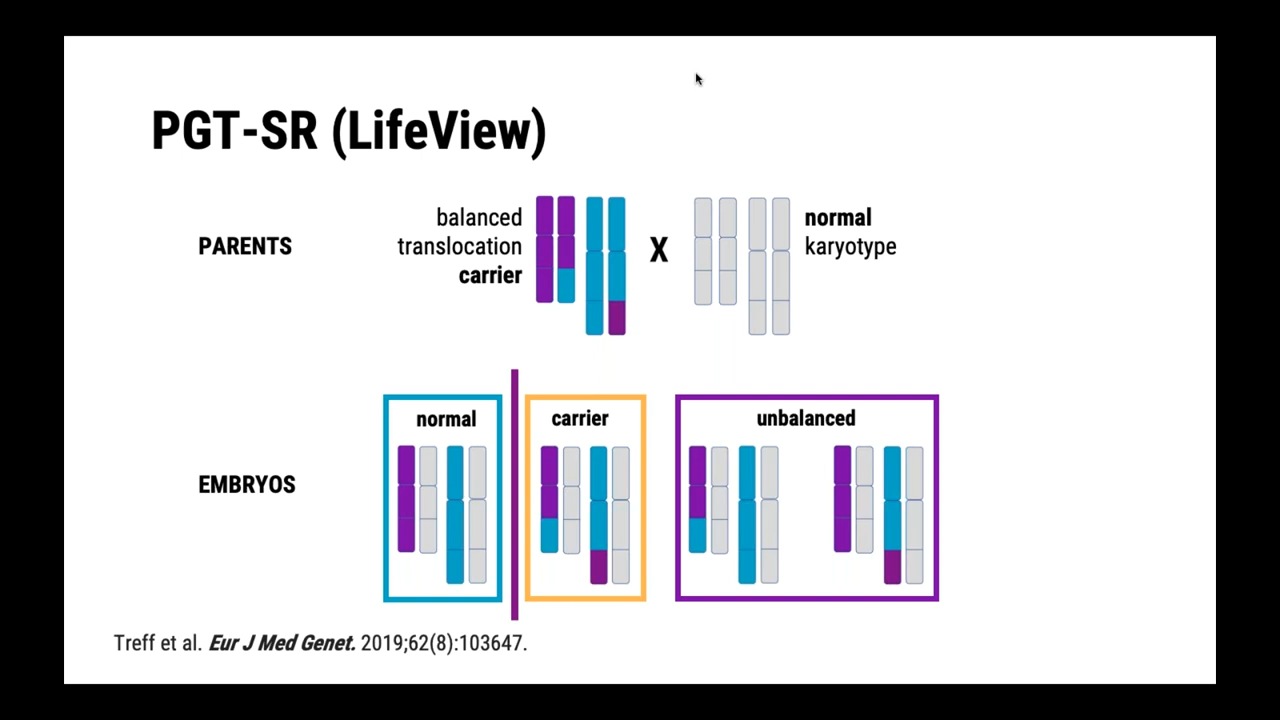 PGT-SR (LifeView)
PARENTS
balanced
translocation
carrier
X
normal
karyotype
EMBRYOS
normal
carrier
unbalanced
Treff et al. Eur J Med Genet. 2019;62(8):103647.